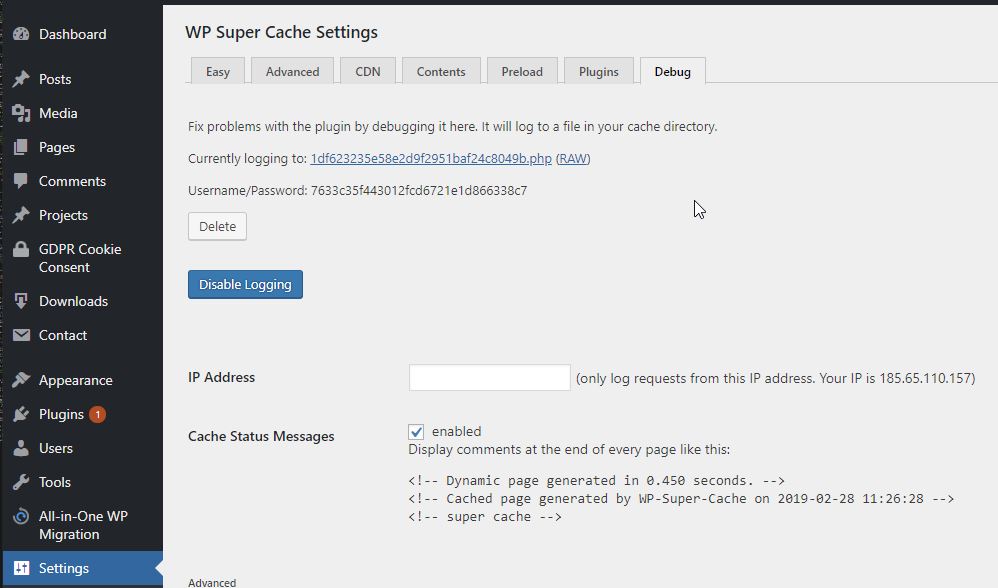 Dashboard
Posts
Media
Pages
Comments
Projects
GDPR Cookie
Consent
Downloads
Contact
Appearance
Plugins 1
Users
Tools
All-in-One WP
Migration
Settings
WP Super Cache Settings
Easy Advanced CDN Contents Preload Plugins Debug
Fix problems with the plugin by debugging it here. It will log to a file in your cache directory.
Currently logging to: 1df623235e58e2d9f2951baf24c8049b.php (RAW)
Username/Password: 7633c35f443012fcd6721e1d866338c7
Delete
Disable Logging
IP Address (only log requests from this IP address. Your IP is 185.65.110.157)
Cache Status Messages enabled
Display comments at the end of every page like this:
<!-- Dynamic page generated in 0.450 seconds. -->
<!-- Cached page generated by WP-Super-Cache on 2019-02-28 11:26:28 -->
<!-- super cache -->
Advanced